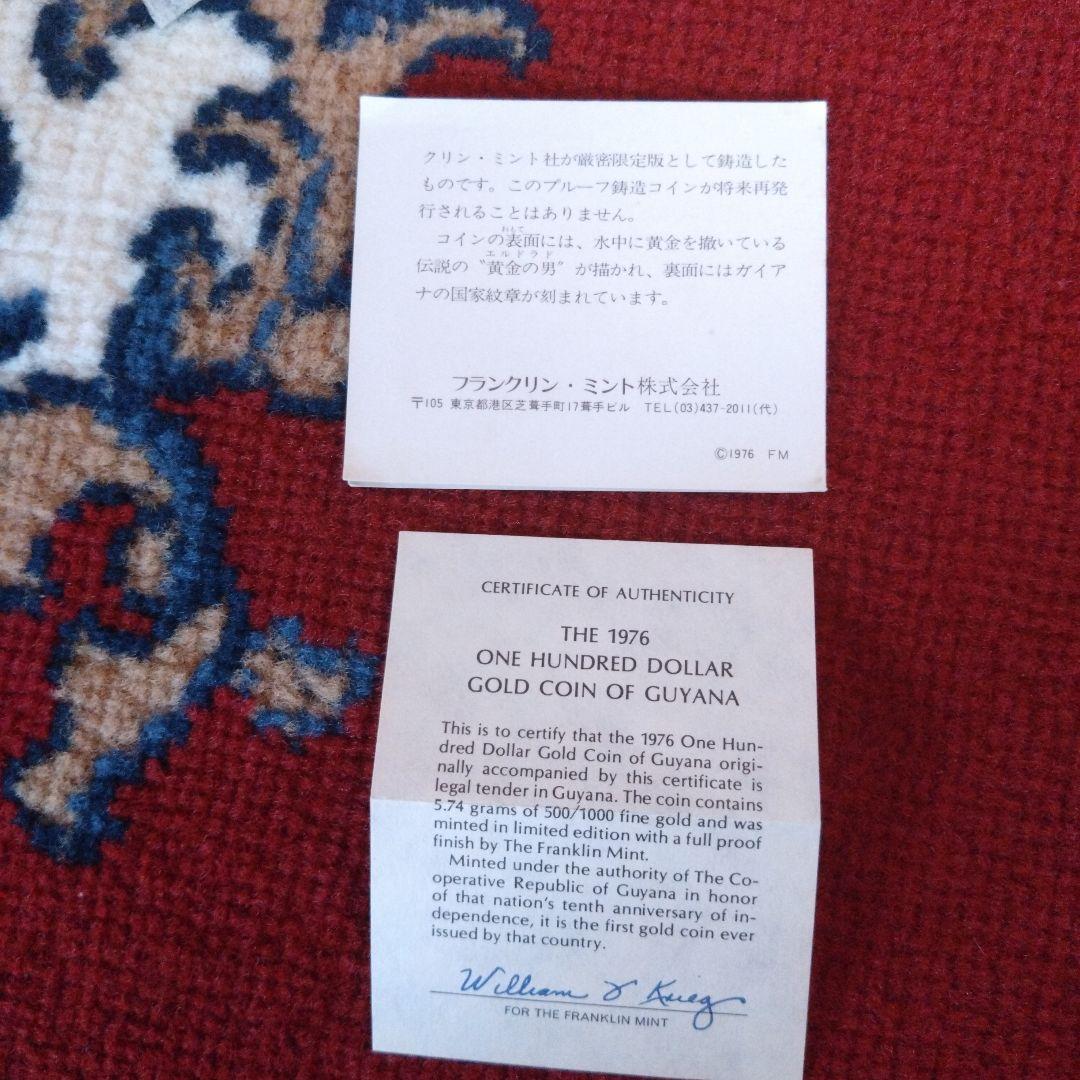 クリン・ミント社が厳密限定版として鋳造した
ものです。このプルーフ鋳造コインが将来再発
行されることはありません。
おもて
コインの表面には、水中に黄金を撒いている
エルドラド
伝説の〝黄金の男〟が描かれ、裏面にはガイア
ナの国家紋章が刻まれています。
フランクリン・ミント株式会社
〒105 東京都港区芝葺手町17葺手ビル TEL(03)437-2011(代)
©1976 FM
CERTIFICATE OF AUTHENTICITY
THE 1976
ONE HUNDRED DOLLAR
GOLD COIN OF GUYANA
This is to certify that the 1976 One Hun-
dred Dollar Gold Coin of Guyana origi-
nally accompanied by this certificate is
legal tender in Guyana. The coin contains
5.74 grams of 500/1000 fine gold and was
minted in limited edition with a full proof
finish by The Franklin Mint.
Minted under the authority of The Co-
operative Republic of Guyana in honor
of that nation's tenth anniversary of in-
dependence, it is the first gold coin ever
issued by that country.
William J Krieg
FOR THE FRANKLIN MINT